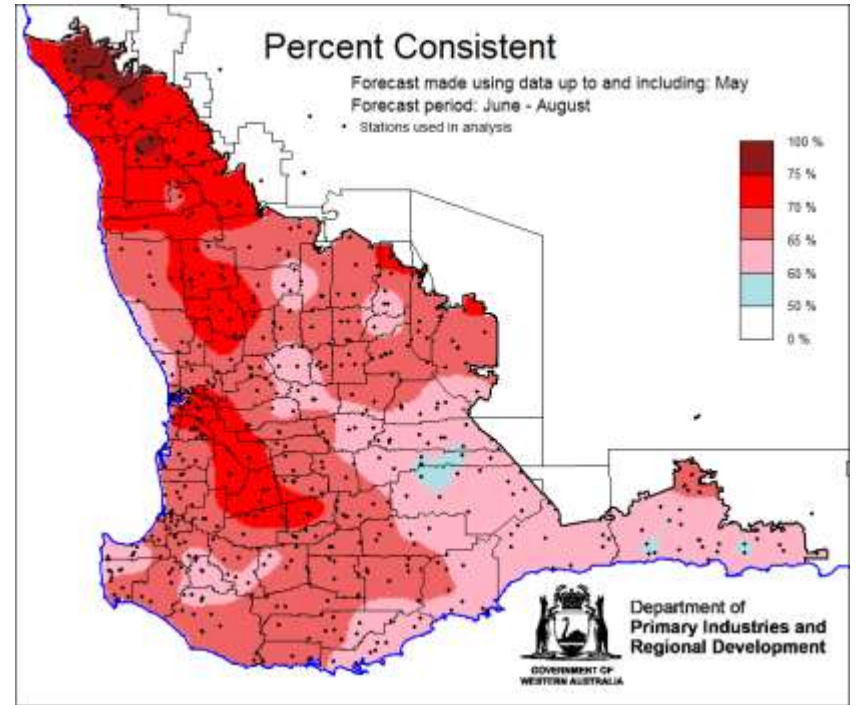 Percent Consistent
Forecast made using data up to and including: May
Forecast period: June - August
Stations used in analysis
100 %
75 %
70 %
65 %
60 %
50 %
0 %
Department of
Primary Industries and
Regional Development
GOVERNMENT OF
WESTERN AUSTRALIA